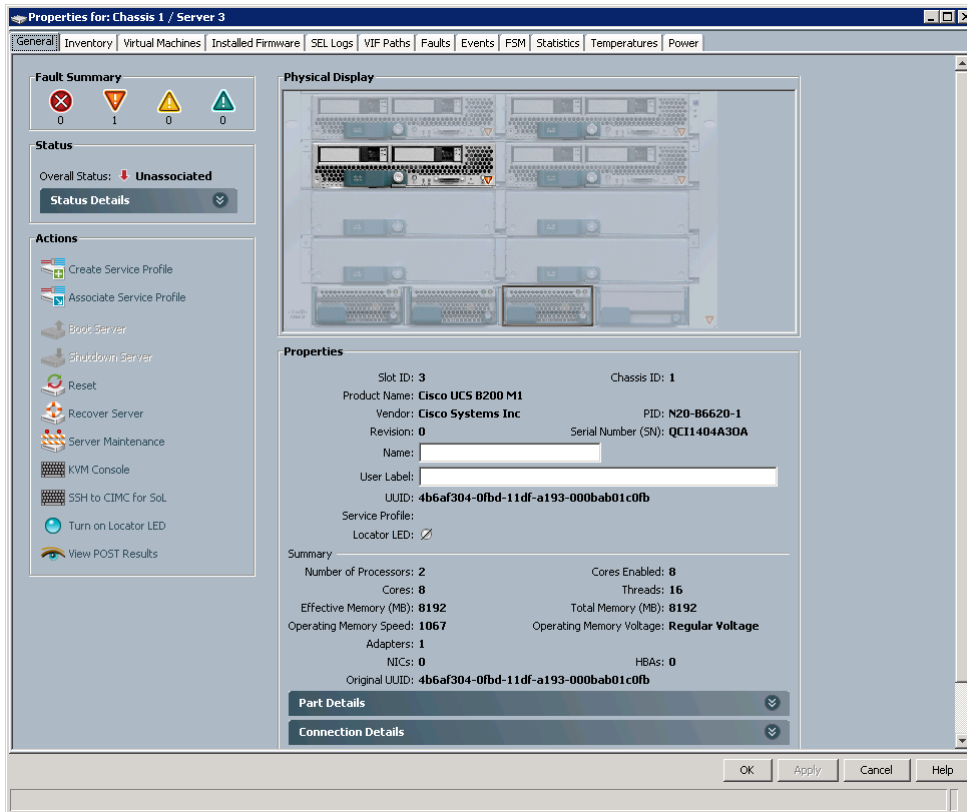 Properties for: Chassis 1 / Server 3
General Inventory Virtual Machines Installed Firmware SEL Logs VIF Paths Faults Events FSM Statistics Temperatures Power
Fault Summary
0 1 0 0
Status
Overall Status: Unassociated
Status Details
Actions
Create Service Profile
Associate Service Profile
Boot Server
Shutdown Server
Reset
Recover Server
Server Maintenance
KVM Console
SSH to CIMC for SoL
Turn on Locator LED
View POST Results
Physical Display
Properties
Slot ID: 3 Chassis ID: 1
Product Name: Cisco UCS B200 M1
Vendor: Cisco Systems Inc PID: N20-B6620-1
Revision: 0 Serial Number (SN): QCI1404A3OA
Name:
User Label:
UUID: 4b6af304-0fbd-11df-a193-000bab01c0fb
Service Profile:
Locator LED:
Summary
Number of Processors: 2 Cores Enabled: 8
Cores: 8 Threads: 16
Effective Memory (MB): 8192 Total Memory (MB): 8192
Operating Memory Speed: 1067 Operating Memory Voltage: Regular Voltage
Adapters: 1
NICs: 0 HBAs: 0
Original UUID: 4b6af304-0fbd-11df-a193-000bab01c0fb
Part Details
Connection Details
OK Apply Cancel Help